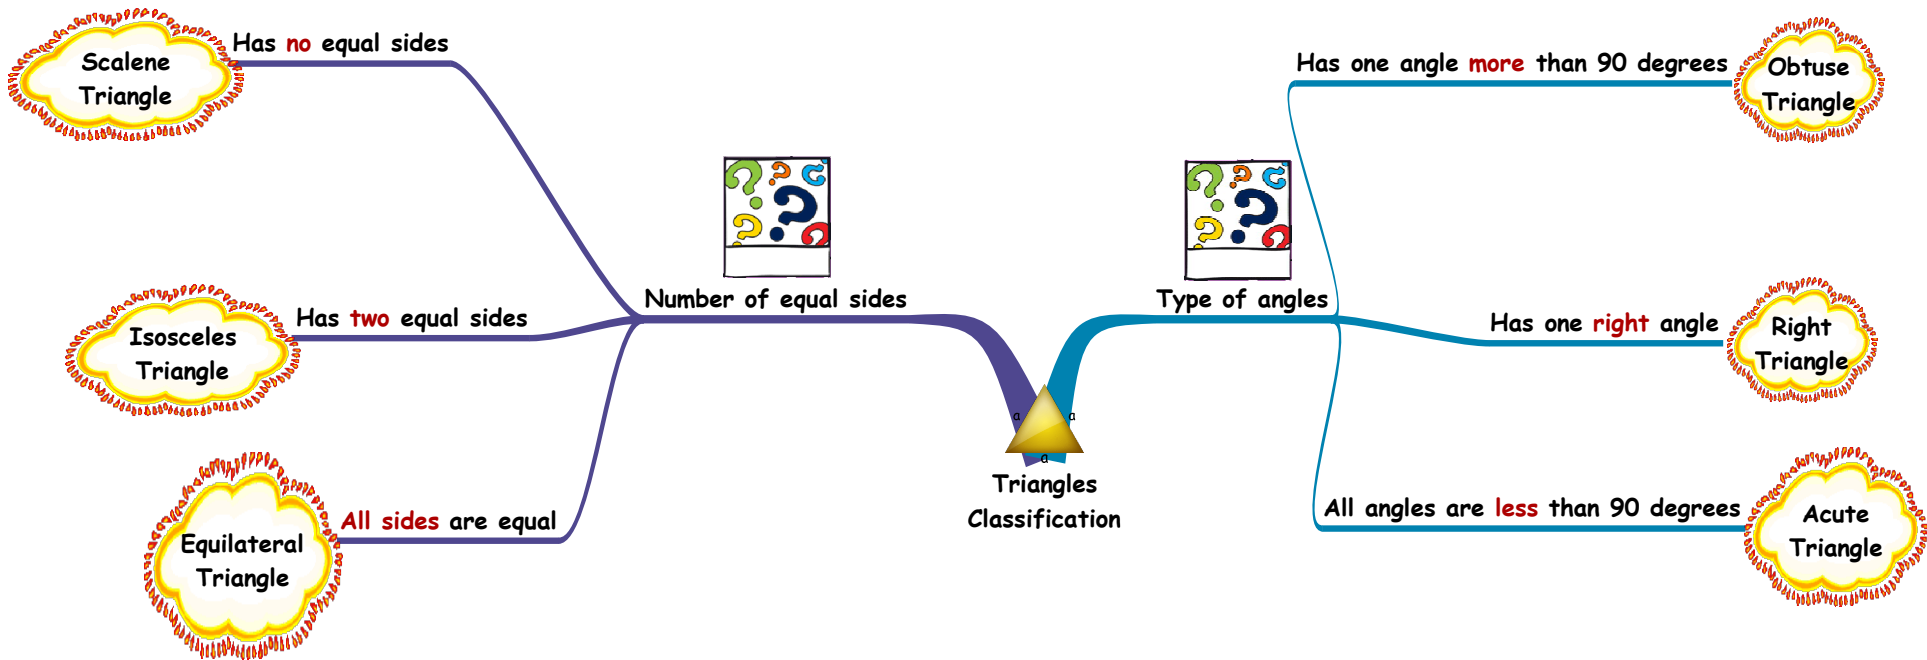 Scalene
Triangle
Has no equal sides
Isosceles
Triangle
Has two equal sides
Equilateral
Triangle
All sides are equal
Number of equal sides
a
a
a
Triangles
Classification
Type of angles
Has one angle more than 90 degrees
Obtuse
Triangle
Has one right angle
Right
Triangle
All angles are less than 90 degrees
Acute
Triangle